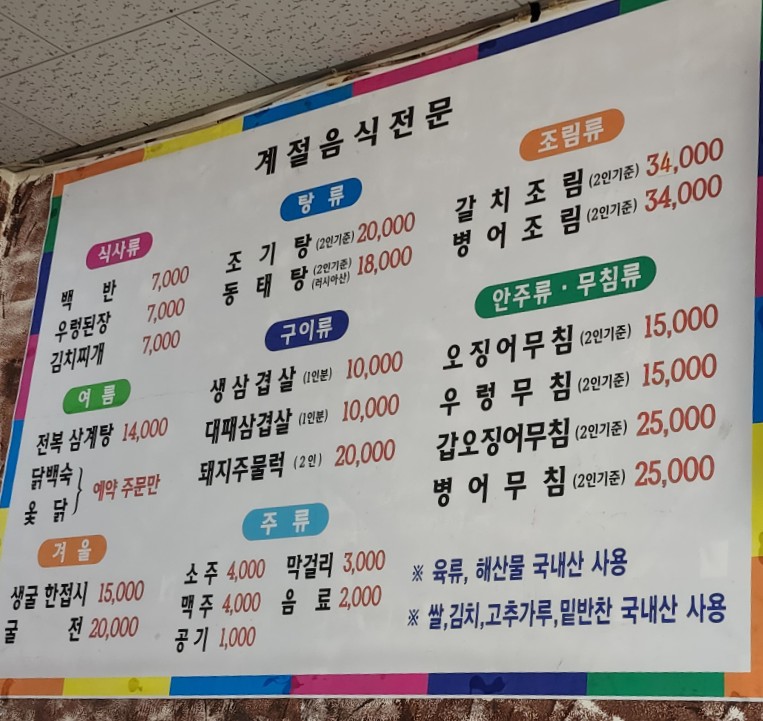 계절음식전문
식사류
백반 7,000
우렁된장 7,000
김치찌개 7,000
여름
전복 삼계탕 14,000
닭백숙
옻닭
} 예약 주문만
겨울
생굴 한접시 15,000
굴전 20,000
탕류
조기탕 (2인기준) 20,000
동태탕 (2인기준) (러시아산) 18,000
구이류
생삼겹살 (1인분) 10,000
대패삼겹살 (1인분) 10,000
돼지주물럭 (2인) 20,000
주류
소주 4,000 막걸리 3,000
맥주 4,000 음료 2,000
공기 1,000
조림류
갈치조림 (2인기준) 34,000
병어조림 (2인기준) 34,000
안주류·무침류
오징어무침 (2인기준) 15,000
우렁무침 (2인기준) 15,000
갑오징어무침 (2인기준) 25,000
병어무침 (2인기준) 25,000
※ 육류, 해산물 국내산 사용
※ 쌀,김치,고추가루,밑반찬 국내산 사용